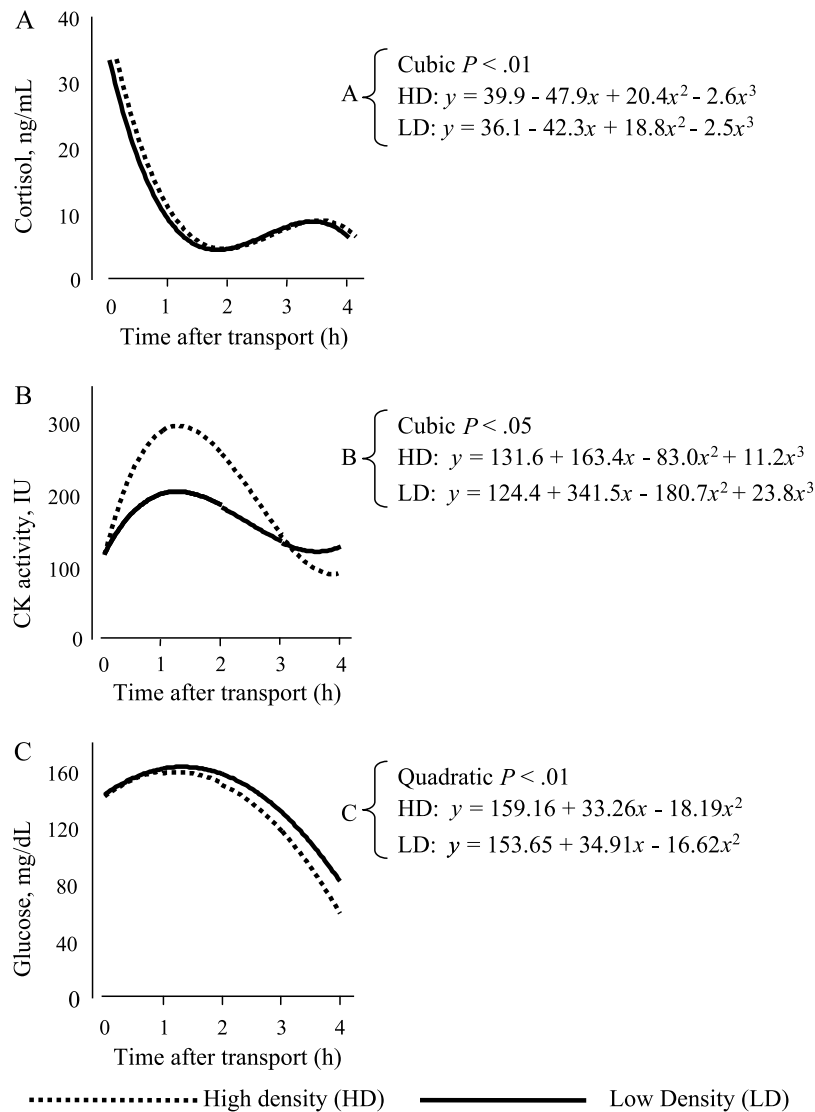 A
40
30
20
10
0
Cortisol, ng/mL
0 1 2 3 4
Time after transport (h)
A
Cubic P < .01
HD: y = 39.9 - 47.9x + 20.4x² - 2.6x³
LD: y = 36.1 - 42.3x + 18.8x² - 2.5x³
B
300
200
100
0
CK activity, IU
0 1 2 3 4
Time after transport (h)
B
Cubic P < .05
HD: y = 131.6 + 163.4x - 83.0x² + 11.2x³
LD: y = 124.4 + 341.5x - 180.7x² + 23.8x³
C
160
120
80
40
0
Glucose, mg/dL
0 1 2 3 4
Time after transport (h)
C
Quadratic P < .01
HD: y = 159.16 + 33.26x - 18.19x²
LD: y = 153.65 + 34.91x - 16.62x²
High density (HD) Low Density (LD)